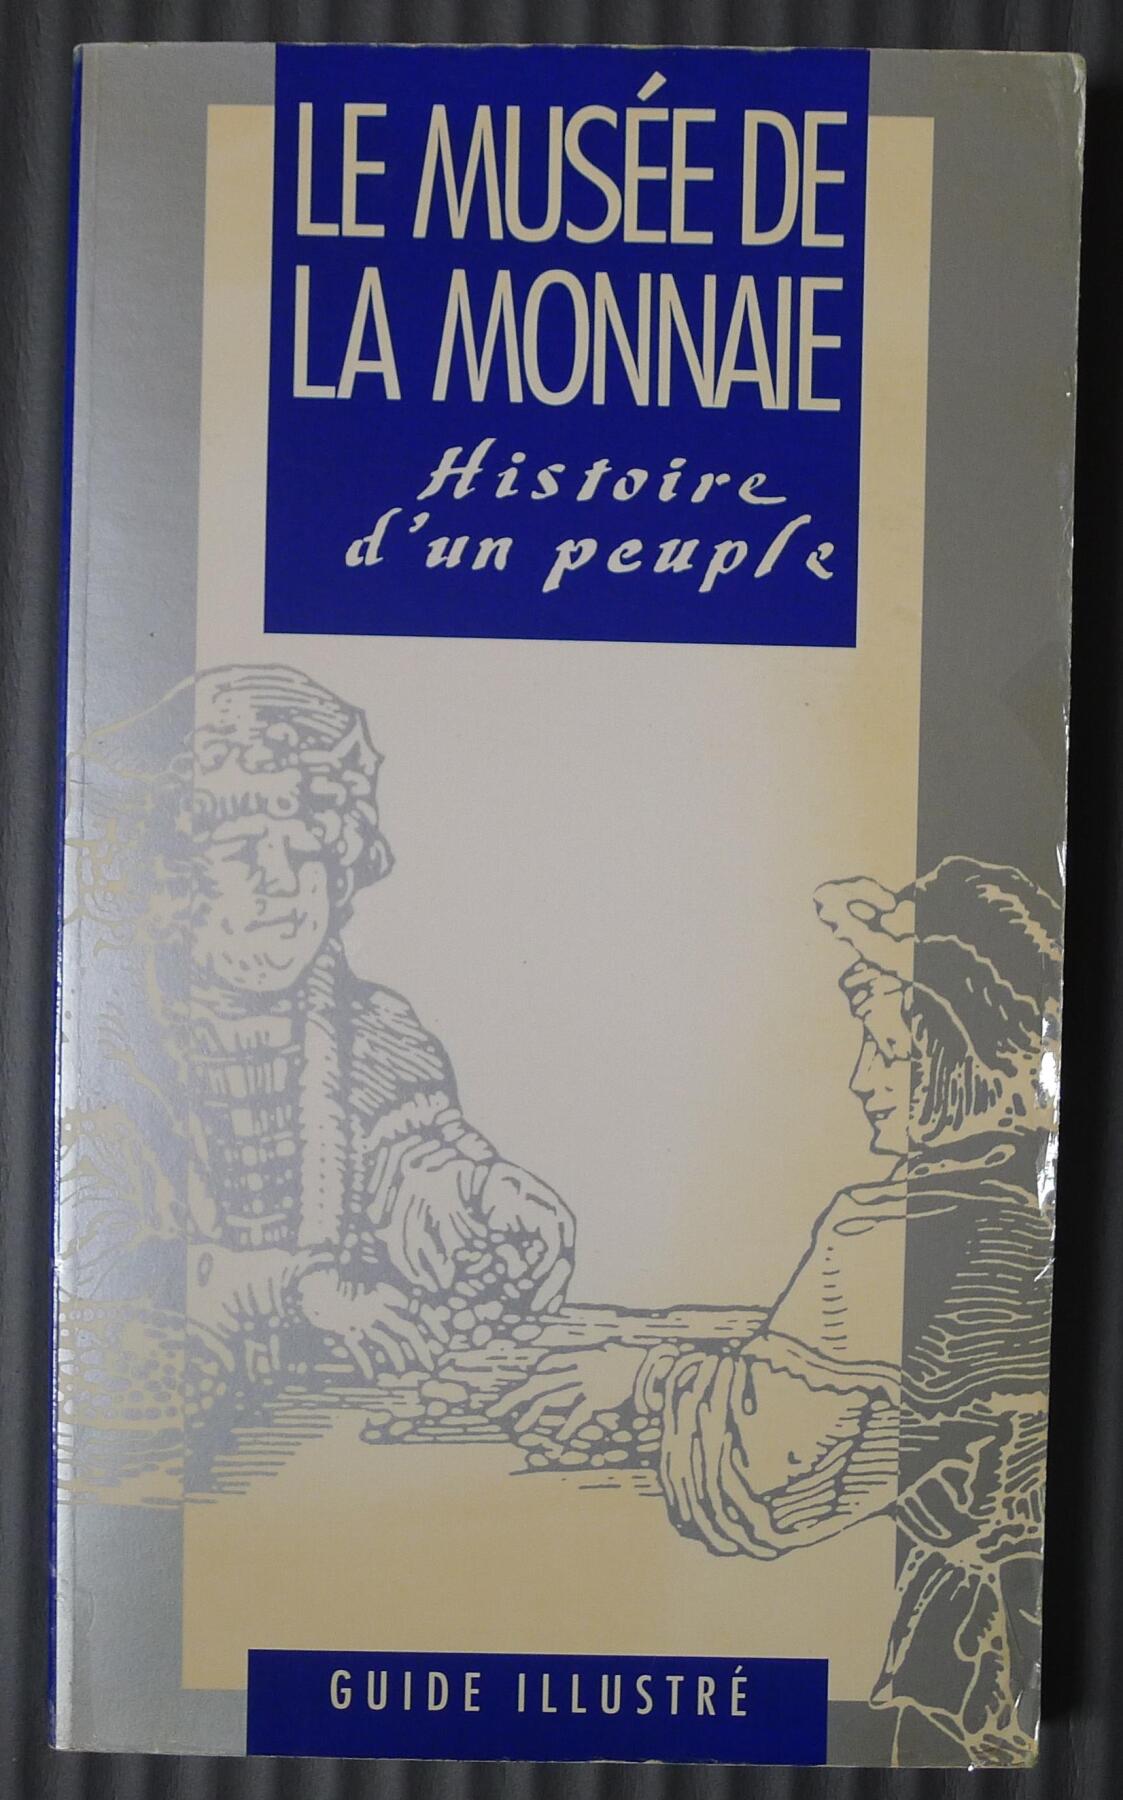 LE MUSÉE DE
LA MONNAIE
Histoire
d'un peuple
GUIDE ILLUSTRÉ